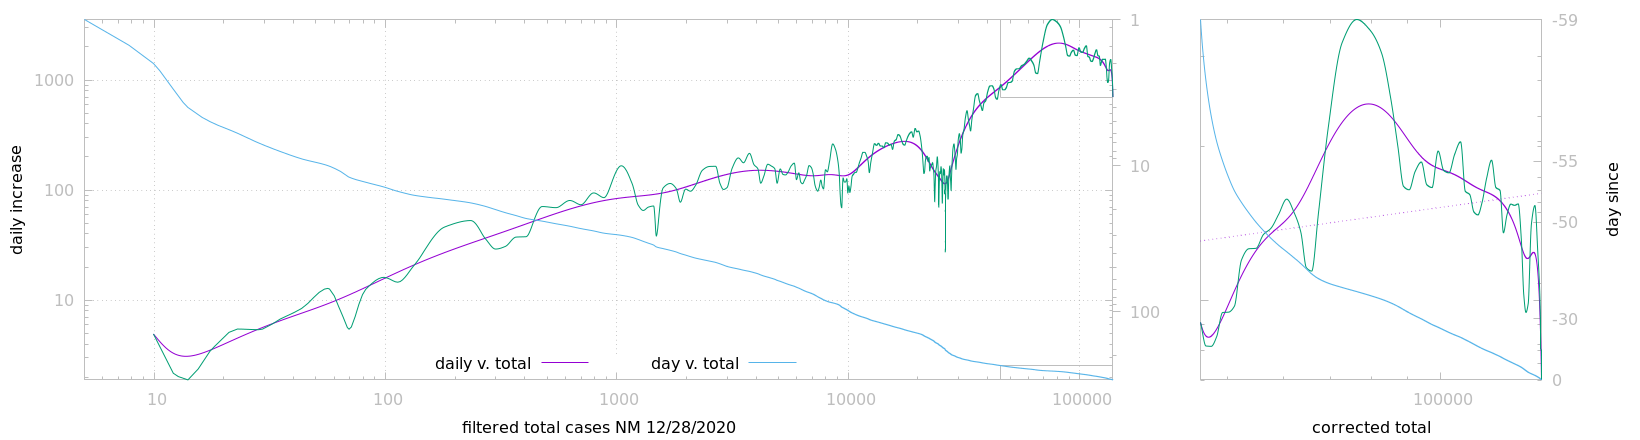 1000
100
10
daily increase
10
100
1000
10000
100000
filtered total cases NM 12/28/2020
daily v. total
day v. total
1
10
100
100000
corrected total
-59
-55
-50
-30
0
day since